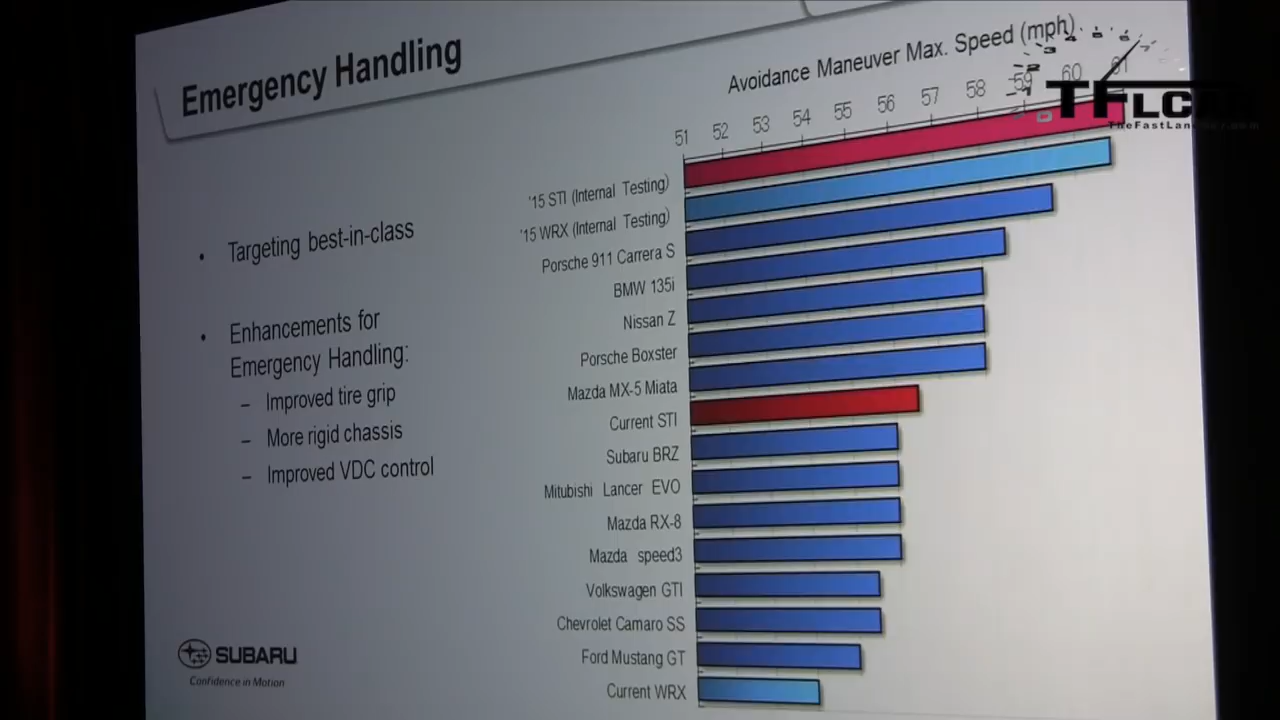 Emergency Handling
Avoidance Maneuver Max. Speed (mph)
51 52 53 54 55 56 57 58 59 60 61
TFLCAR
TheFastLaneCar.com
'15 STI (Internal Testing)
'15 WRX (Internal Testing)
Porsche 911 Carrera S
BMW 135i
Nissan Z
Porsche Boxster
Mazda MX-5 Miata
Current STI
Subaru BRZ
Mitubishi Lancer EVO
Mazda RX-8
Mazda speed3
Volkswagen GTI
Chevrolet Camaro SS
Ford Mustang GT
Current WRX
• Targeting best-in-class
• Enhancements for
Emergency Handling:
– Improved tire grip
– More rigid chassis
– Improved VDC control
SUBARU
Confidence in Motion